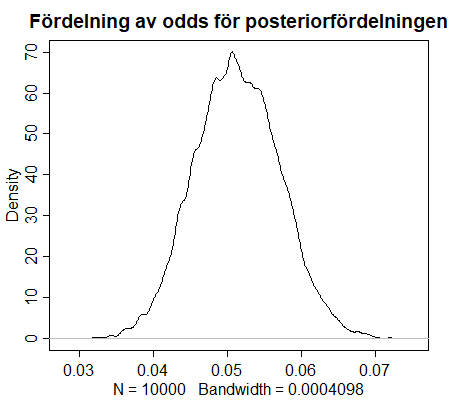 Fördelning av odds för posteriorfördelningen
Density
0 10 20 30 40 50 60 70
0.03 0.04 0.05 0.06 0.07
N = 10000 Bandwidth = 0.0004098